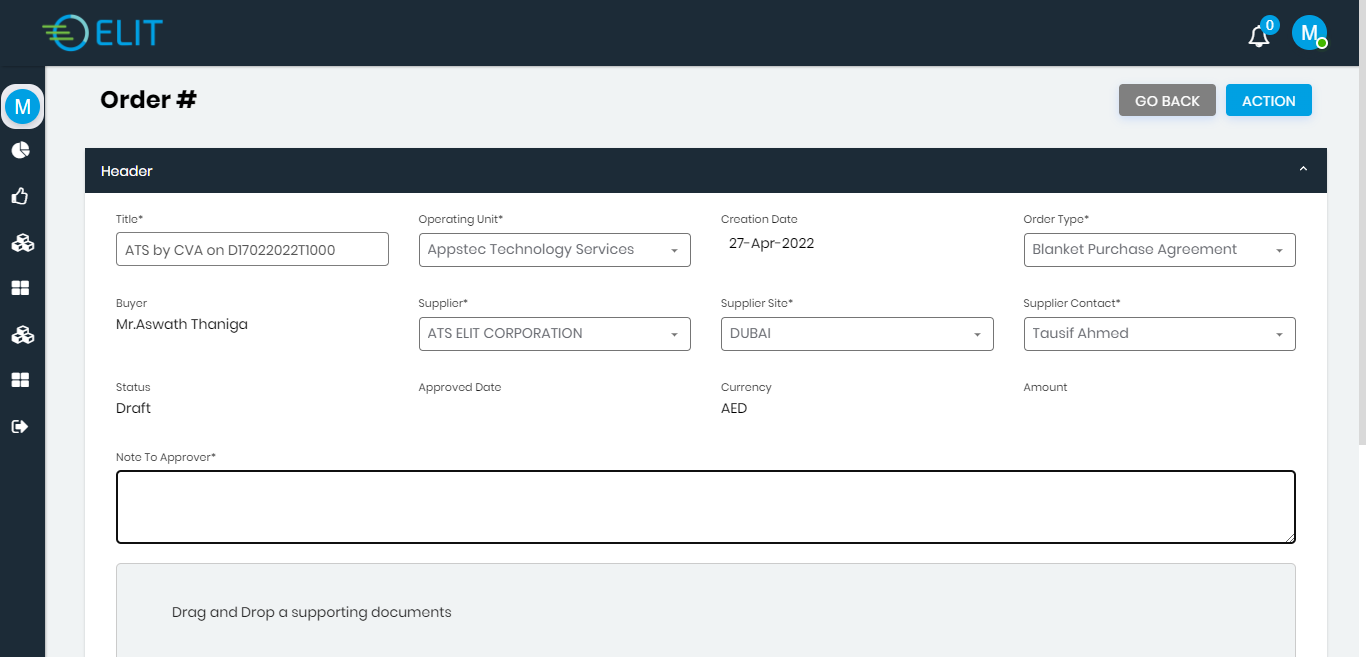 ELIT
0
M
M
Order #
GO BACK
ACTION
Header
Title*
Operating Unit*
Creation Date
Order Type*
ATS by CVA on D17022022T1000
Appstec Technology Services
27-Apr-2022
Blanket Purchase Agreement
Buyer
Supplier*
Supplier Site*
Supplier Contact*
Mr.Aswath Thaniga
ATS ELIT CORPORATION
DUBAI
Tausif Ahmed
Status
Approved Date
Currency
Amount
Draft
AED
Note To Approver*
Drag and Drop a supporting documents